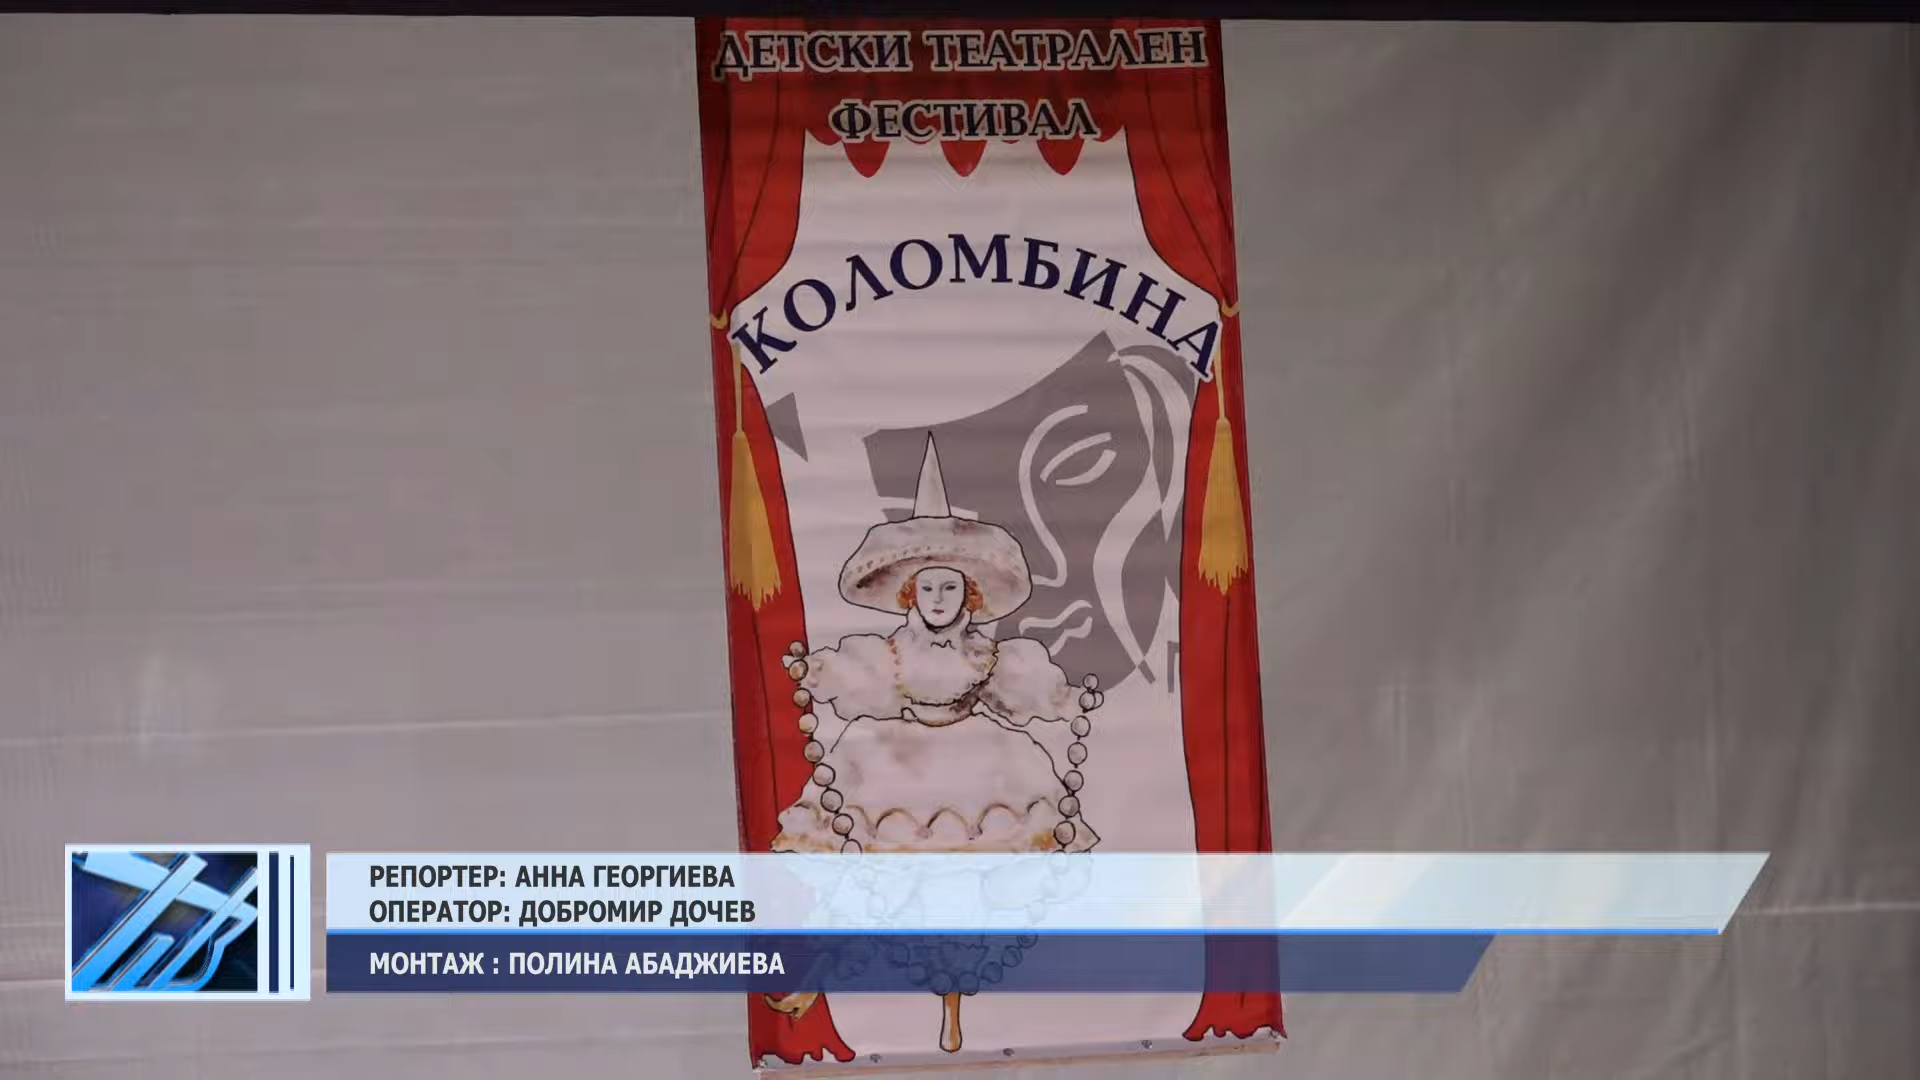 ДЕТСКИ ТЕАТРАЛЕН
ФЕСТИВАЛ
КОЛОМБИНА
РЕПОРТЕР: АННА ГЕОРГИЕВА
ОПЕРАТОР: ДОБРОМИР ДОЧЕВ
МОНТАЖ : ПОЛИНА АБАДЖИЕВА